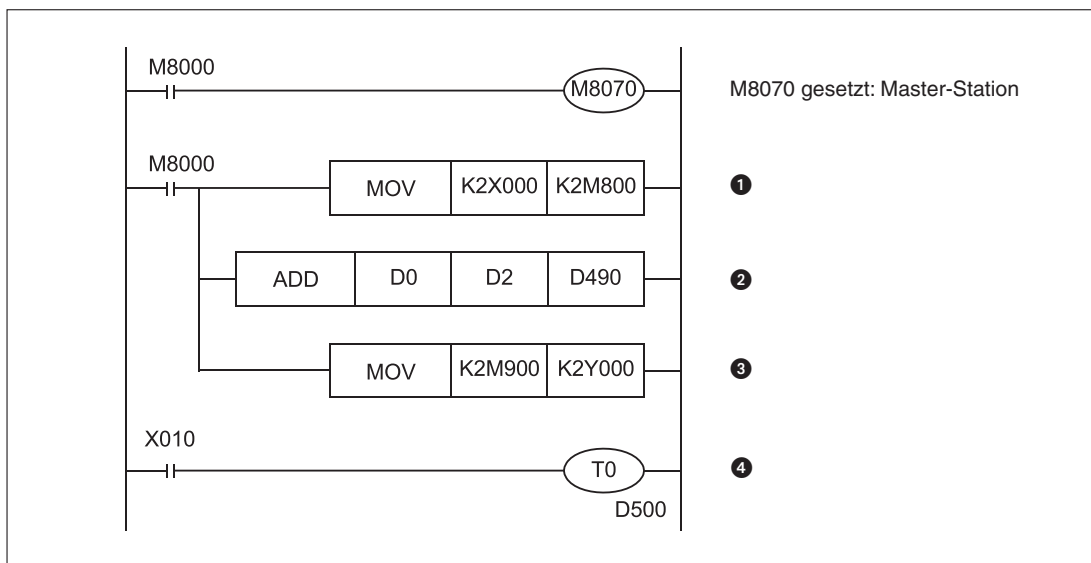 M8000
M8070
M8070 gesetzt: Master-Station
M8000
MOV K2X000 K2M800
❶
ADD D0 D2 D490
❷
MOV K2M900 K2Y000
❸
X010
T0
❹
D500